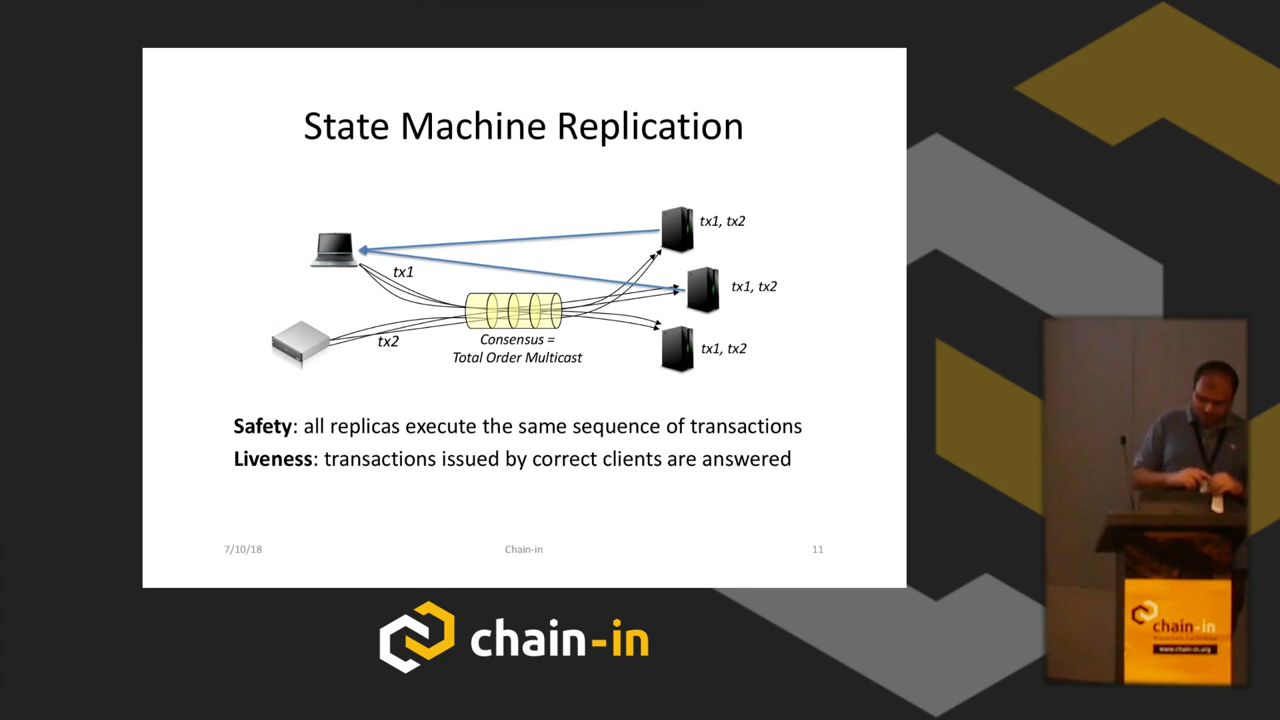 State Machine Replication
tx1, tx2
tx1
tx1, tx2
tx2
Consensus =
Total Order Multicast
tx1, tx2
Safety: all replicas execute the same sequence of transactions
Liveness: transactions issued by correct clients are answered
7/10/18
Chain-in
11
chain-in
chain-in
www.chain-in.org